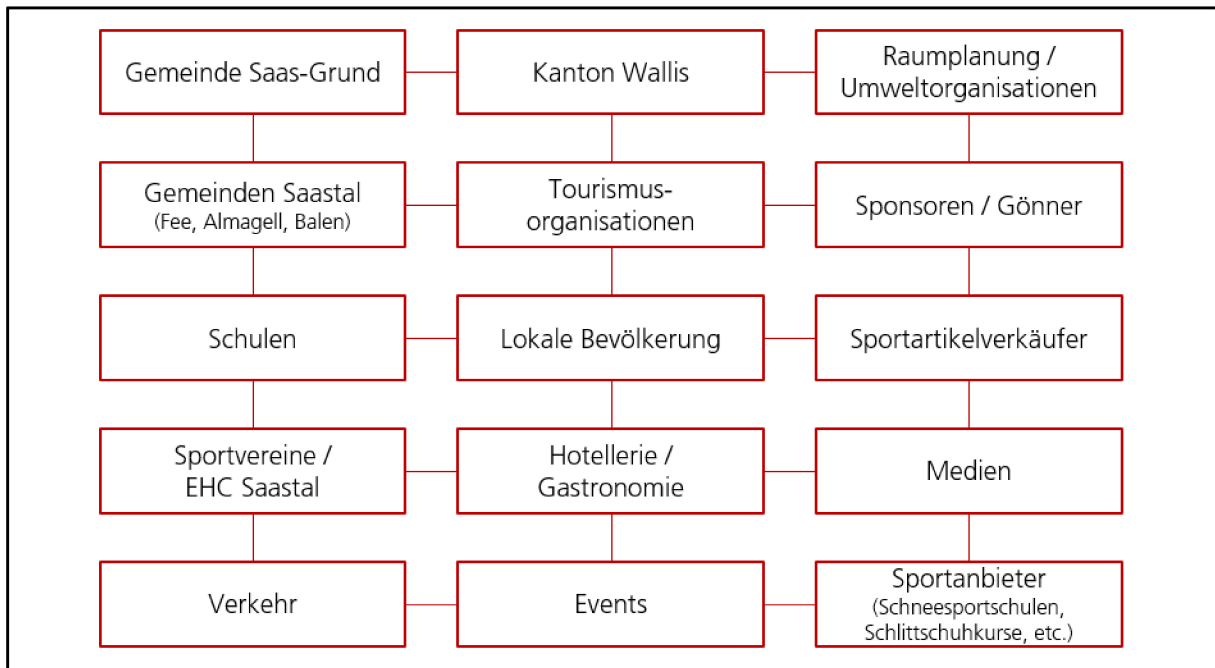 Gemeinde Saas-Grund
Kanton Wallis
Raumplanung /
Umweltorganisationen
Gemeinden Saastal
(Fee, Almagell, Balen)
Tourismus-
organisationen
Sponsoren / Gönner
Schulen
Lokale Bevölkerung
Sportartikelverkäufer
Sportvereine /
EHC Saastal
Hotellerie /
Gastronomie
Medien
Verkehr
Events
Sportanbieter
(Schneesportschulen,
Schlittschuhkurse, etc.)